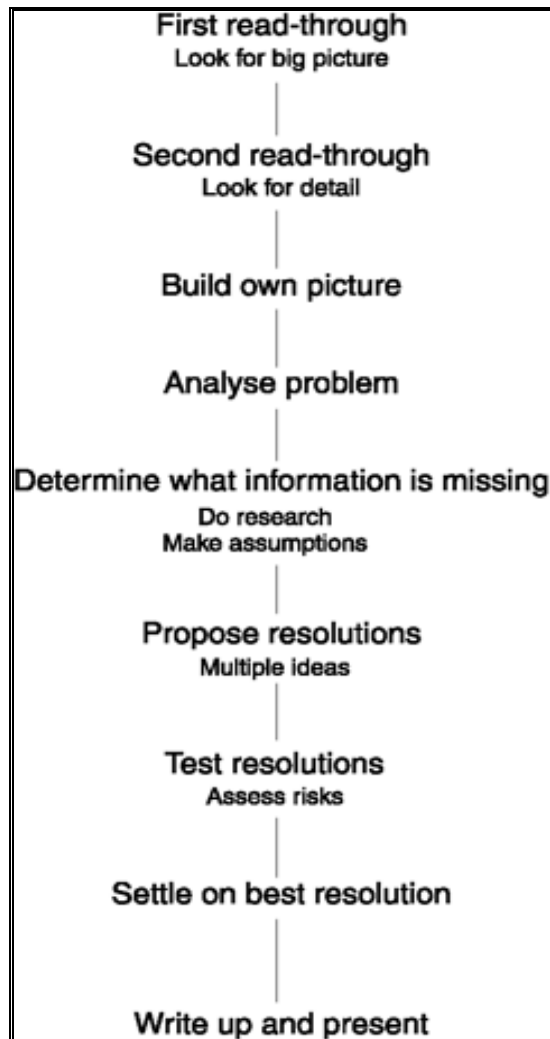 First read-through
Look for big picture
Second read-through
Look for detail
Build own picture
Analyse problem
Determine what information is missing
Do research
Make assumptions
Propose resolutions
Multiple ideas
Test resolutions
Assess risks
Settle on best resolution
Write up and present